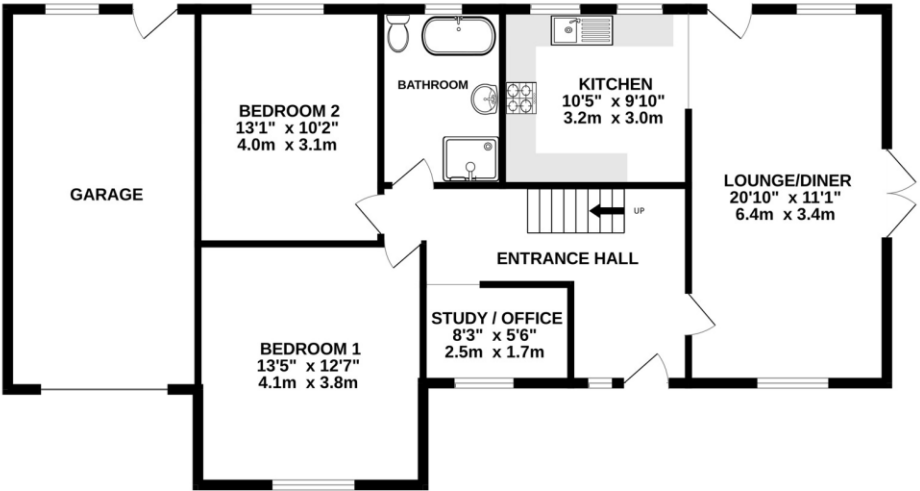 GARAGE
BEDROOM 2
13'1" x 10'2"
4.0m x 3.1m
BATHROOM
KITCHEN
10'5" x 9'10"
3.2m x 3.0m
LOUNGE/DINER
20'10" x 11'1"
6.4m x 3.4m
UP
ENTRANCE HALL
STUDY / OFFICE
8'3" x 5'6"
2.5m x 1.7m
BEDROOM 1
13'5" x 12'7"
4.1m x 3.8m